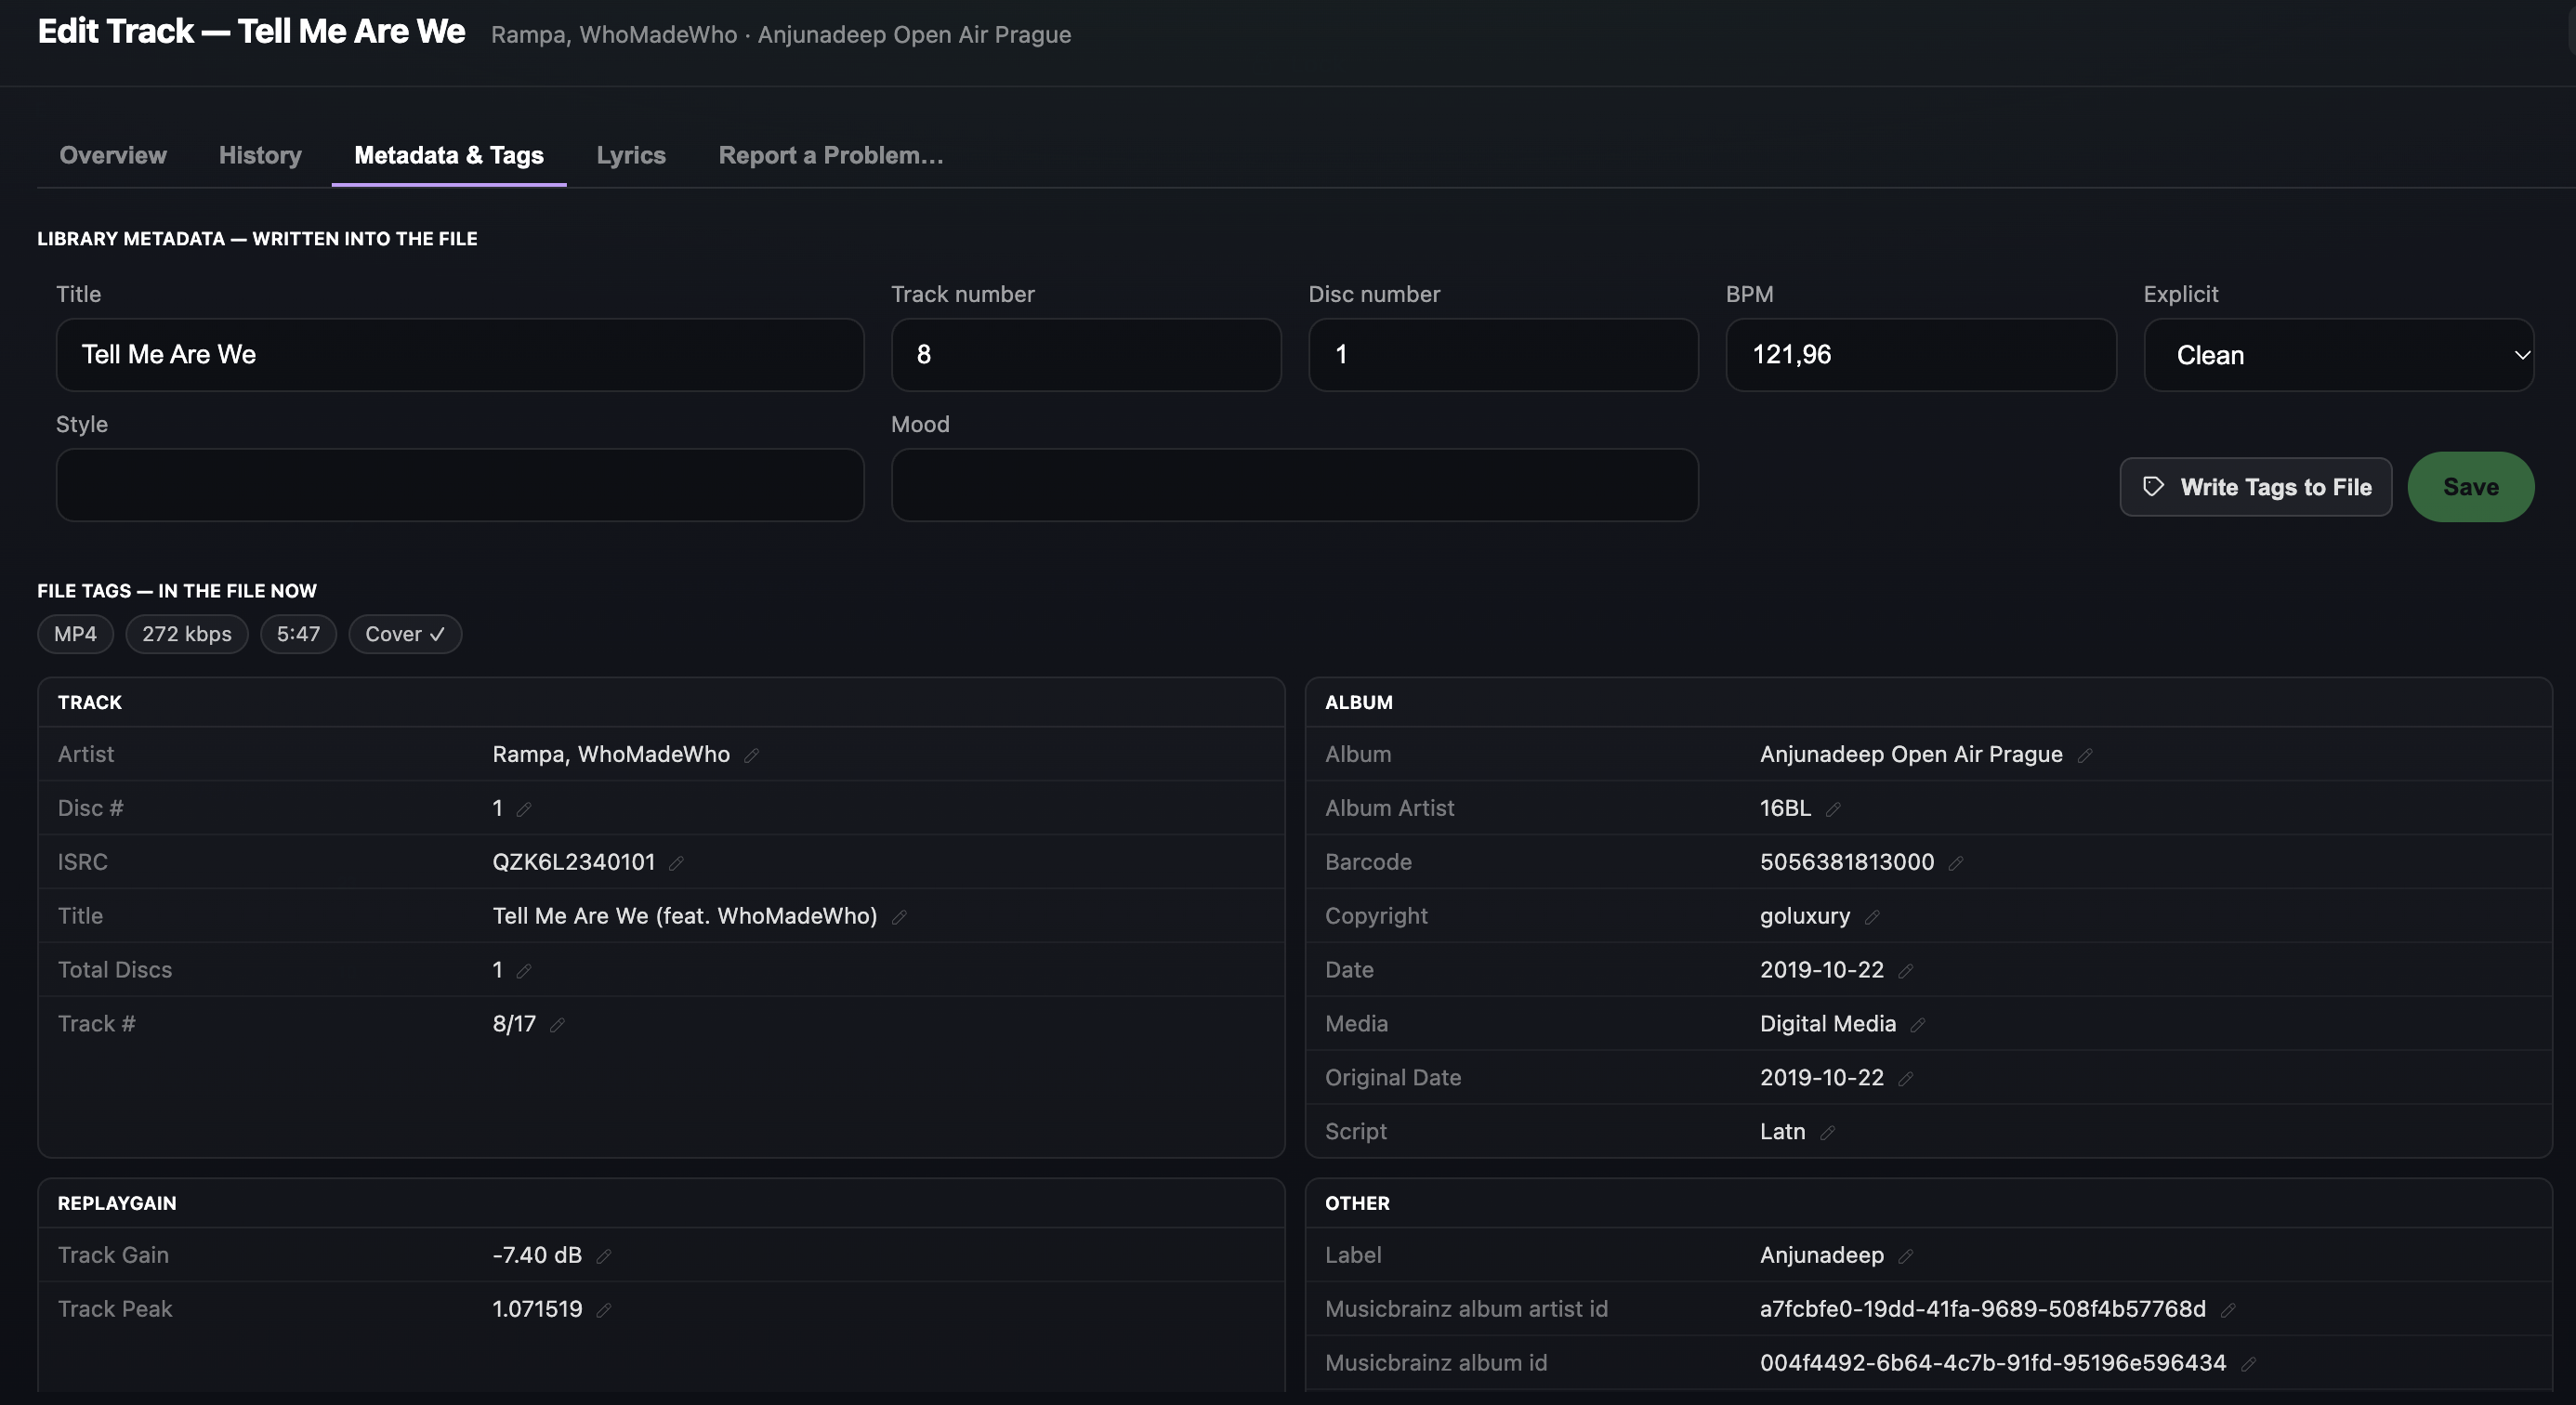 Edit Track — Tell Me Are We Rampa, WhoMadeWho · Anjunadeep Open Air Prague
Overview History Metadata & Tags Lyrics Report a Problem...
LIBRARY METADATA — WRITTEN INTO THE FILE
Title Track number Disc number BPM Explicit
Tell Me Are We 8 1 121,96 Clean
Style Mood
Write Tags to File Save
FILE TAGS — IN THE FILE NOW
MP4 272 kbps 5:47 Cover ✓
TRACK
Artist Rampa, WhoMadeWho
Disc # 1
ISRC QZK6L2340101
Title Tell Me Are We (feat. WhoMadeWho)
Total Discs 1
Track # 8/17
ALBUM
Album Anjunadeep Open Air Prague
Album Artist 16BL
Barcode 5056381813000
Copyright goluxury
Date 2019-10-22
Media Digital Media
Original Date 2019-10-22
Script Latn
REPLAYGAIN
Track Gain -7.40 dB
Track Peak 1.071519
OTHER
Label Anjunadeep
Musicbrainz album artist id a7fcbfe0-19dd-41fa-9689-508f4b57768d
Musicbrainz album id 004f4492-6b64-4c7b-91fd-95196e596434